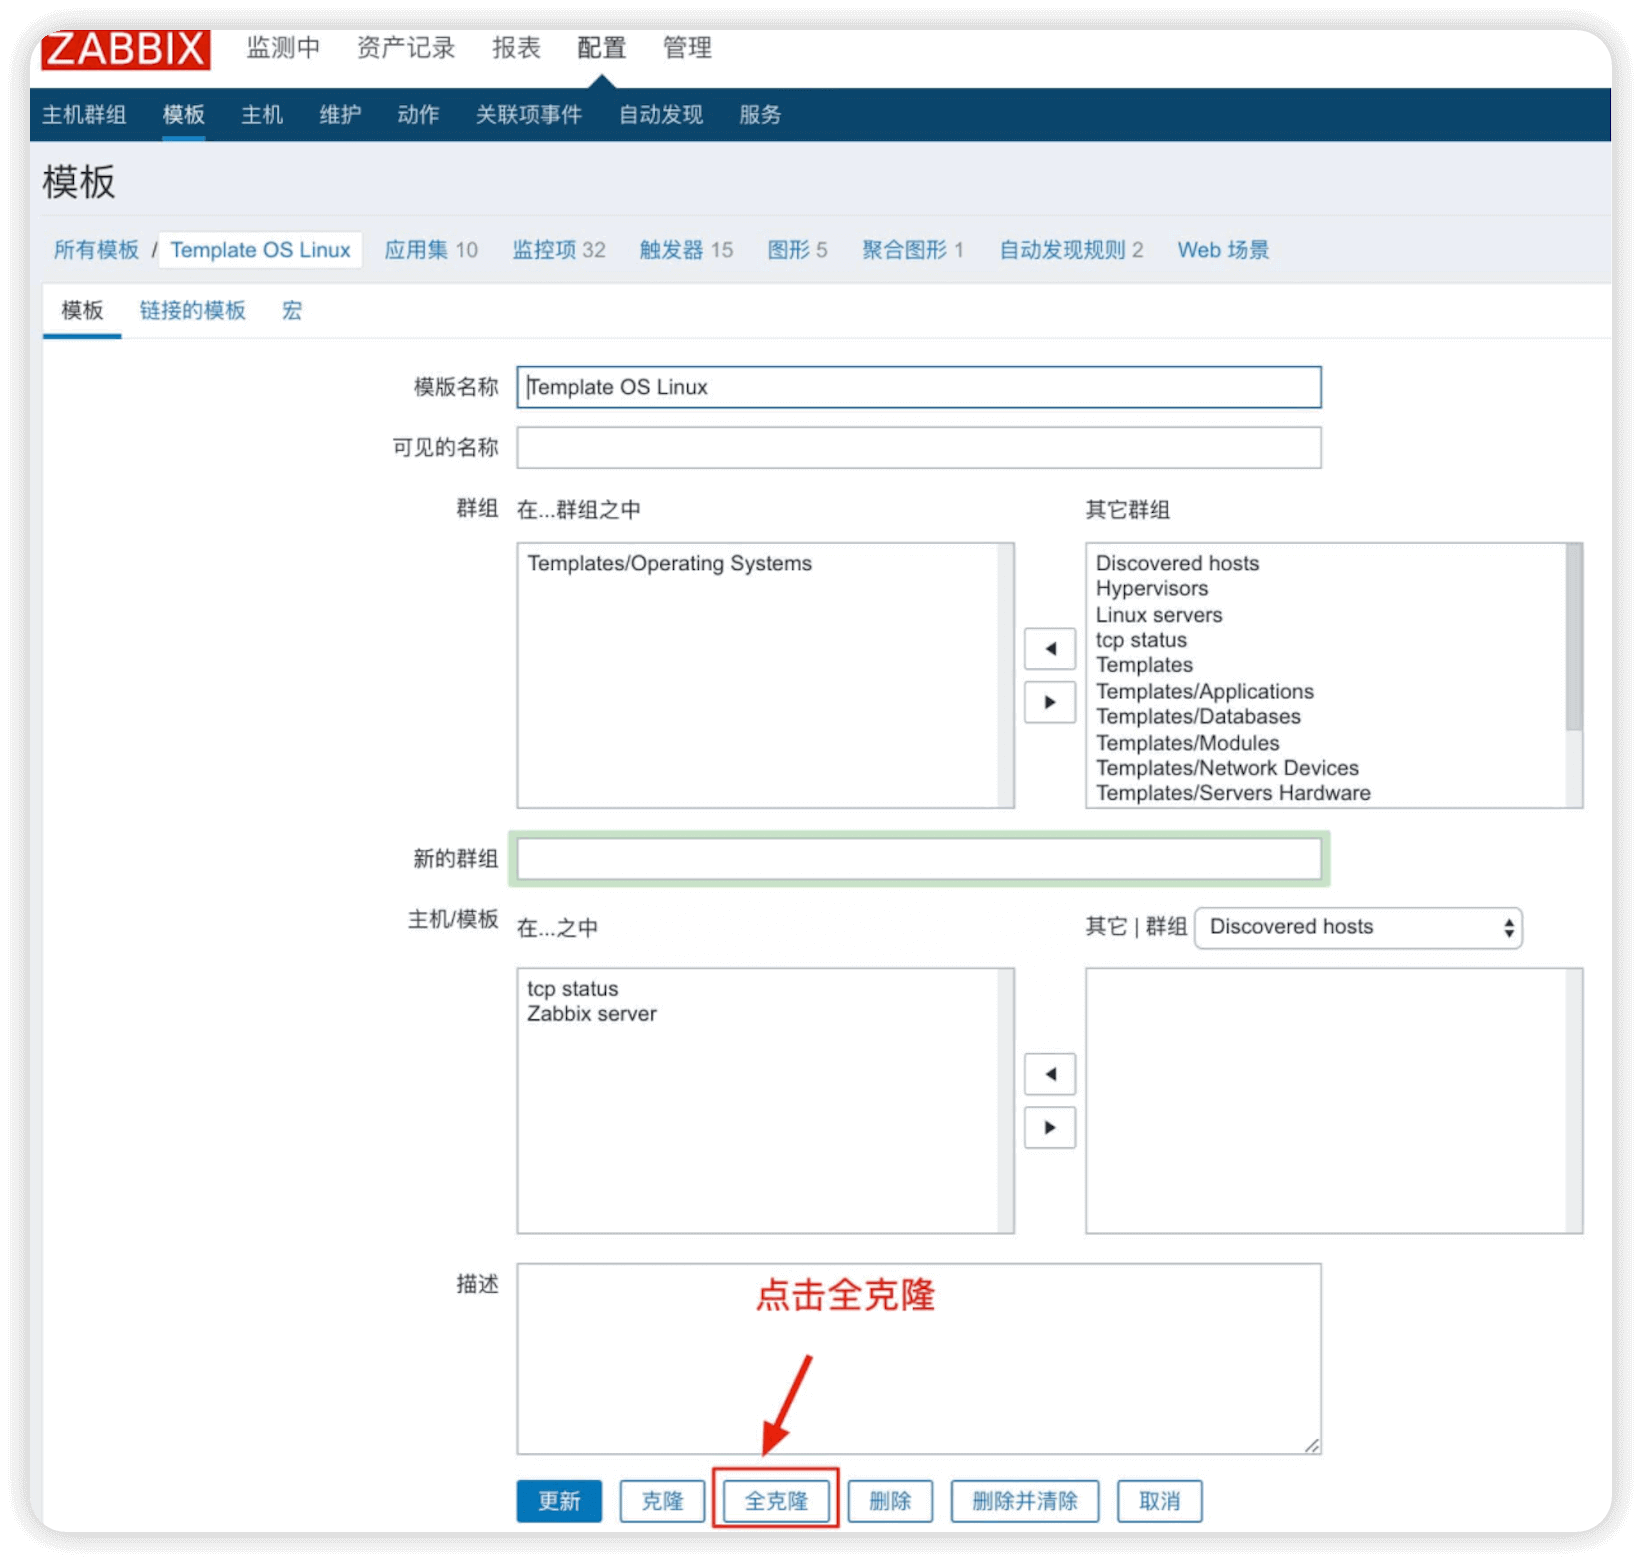 ZABBIX 监测中 资产记录 报表 配置 管理
主机群组 模板 主机 维护 动作 关联项事件 自动发现 服务
模板
所有模板 / Template OS Linux 应用集 10 监控项 32 触发器 15 图形 5 聚合图形 1 自动发现规则 2 Web 场景
模板 链接的模板 宏
模版名称 Template OS Linux
可见的名称
群组 在...群组之中 其它群组
Templates/Operating Systems
Discovered hosts
Hypervisors
Linux servers
tcp status
Templates
Templates/Applications
Templates/Databases
Templates/Modules
Templates/Network Devices
Templates/Servers Hardware
新的群组
主机/模板 在...之中 其它 | 群组 Discovered hosts
tcp status
Zabbix server
描述
点击全克隆
更新 克隆 全克隆 删除 删除并清除 取消